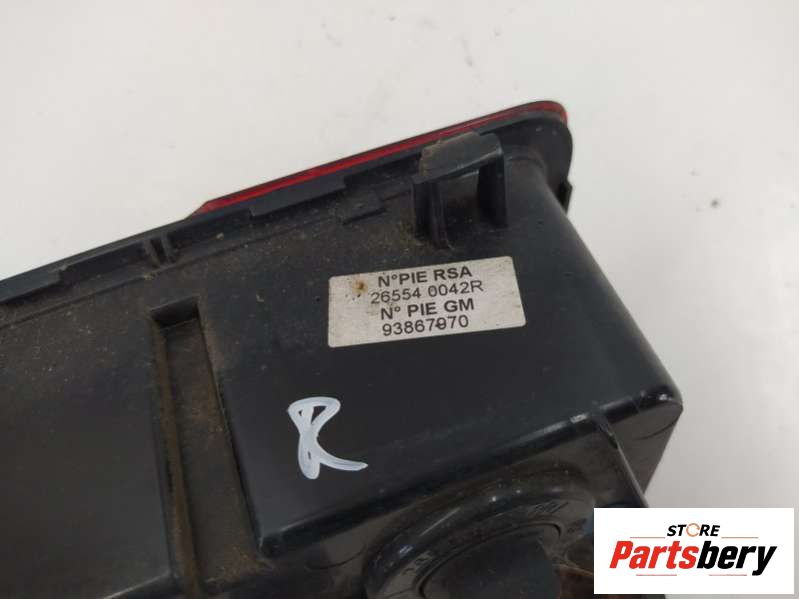 N°PIE RSA
26554 0042R
N° PIE GM
93867970
R
STORE
Partsbery